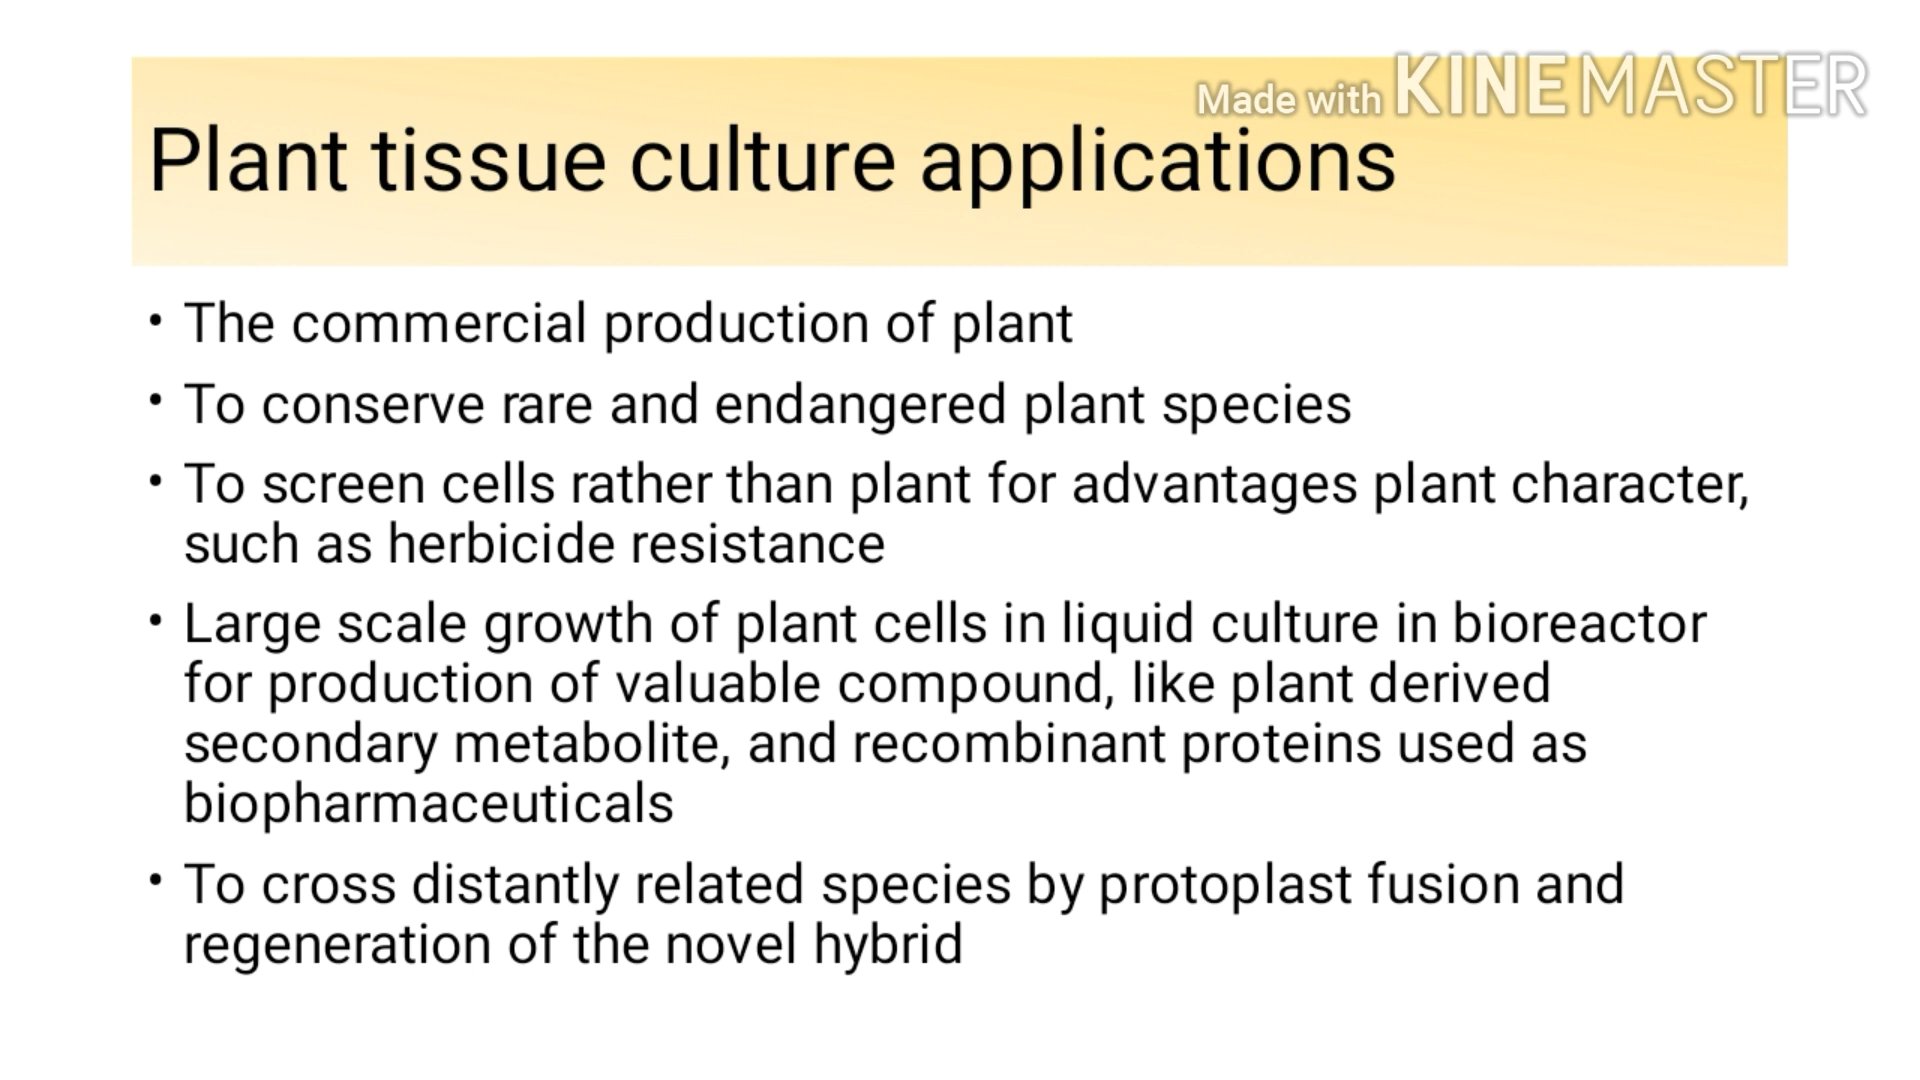 Made with KINEMASTER
Plant tissue culture applications
• The commercial production of plant
• To conserve rare and endangered plant species
• To screen cells rather than plant for advantages plant character,
such as herbicide resistance
• Large scale growth of plant cells in liquid culture in bioreactor
for production of valuable compound, like plant derived
secondary metabolite, and recombinant proteins used as
biopharmaceuticals
• To cross distantly related species by protoplast fusion and
regeneration of the novel hybrid